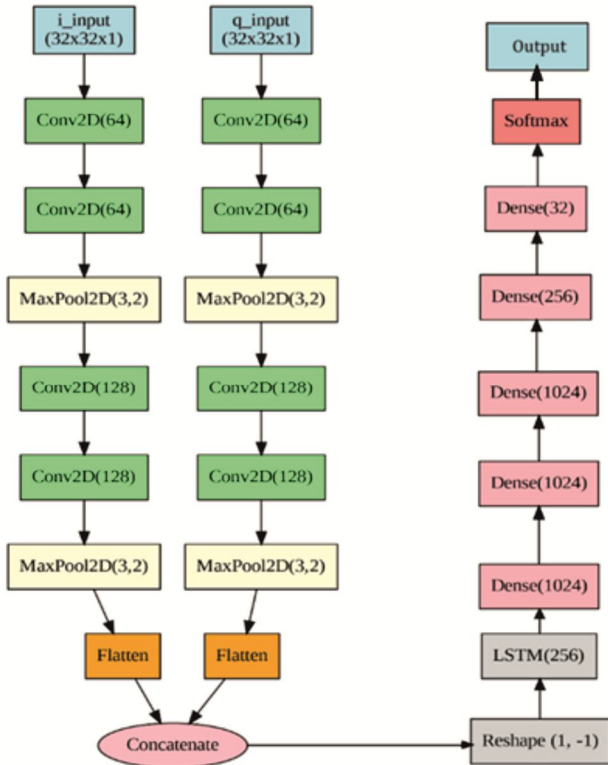 i_input
(32x32x1)
Conv2D(64)
Conv2D(64)
MaxPool2D(3,2)
Conv2D(128)
Conv2D(128)
MaxPool2D(3,2)
Flatten
q_input
(32x32x1)
Conv2D(64)
Conv2D(64)
MaxPool2D(3,2)
Conv2D(128)
Conv2D(128)
MaxPool2D(3,2)
Flatten
Concatenate
Reshape (1, -1)
LSTM(256)
Dense(1024)
Dense(1024)
Dense(1024)
Dense(256)
Dense(32)
Softmax
Output